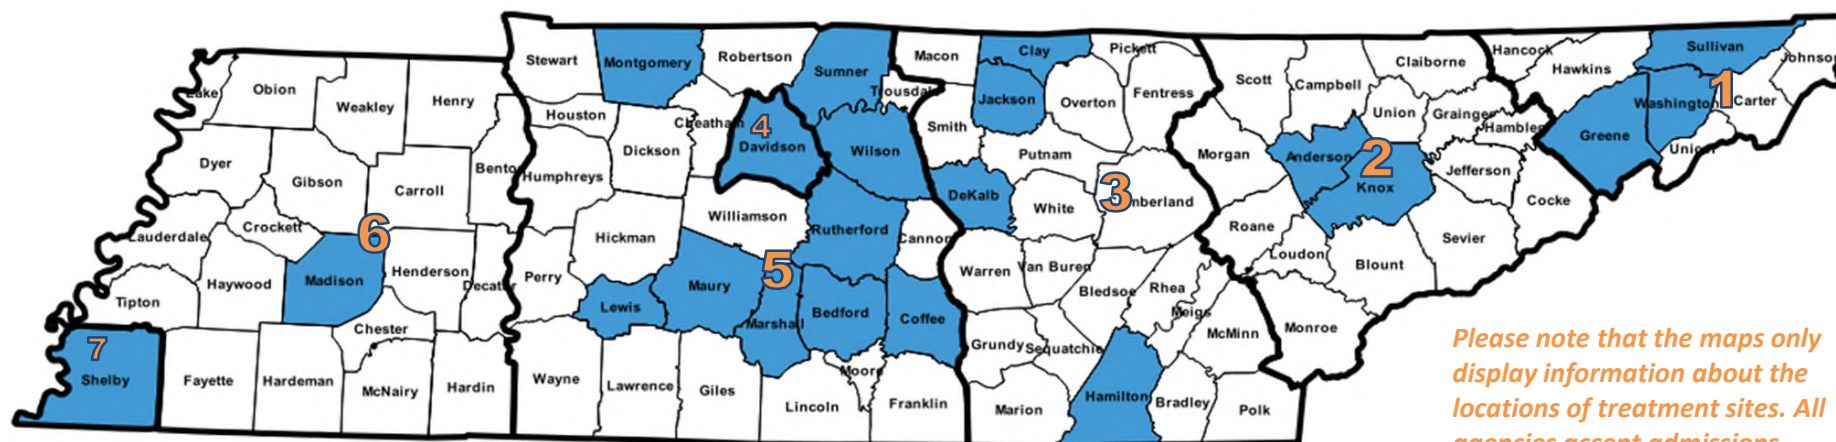 Stewart
Montgomery
Robertson
Sumner
Macon
Clay
Pickett
Scott
Campbell
Claiborne
Hancock
Hawkins
Sullivan
Johnson
Lake
Obion
Weakley
Henry
Houston
Cheatham
4
Davidson
Trousdal
Jackson
Overton
Fentress
Union
Grainger
Hamblen
Greene
Washington
1
Carter
Unicoi
Dyer
Gibson
Carroll
Bento
Humphreys
Dickson
Wilson
Smith
Putnam
Morgan
Anderson
2
Knox
Jefferson
Cocke
Lauderdale
Crockett
6
Williamson
Rutherford
DeKalb
White
3
mberland
Roane
Loudon
Blount
Sevier
Tipton
Haywood
Madison
Henderson
Decatur
Perry
Hickman
Lewis
Maury
5
Marshall
Bedford
Cannon
Coffee
Warren
Van Buren
Bledsoe
Rhea
Meigs
McMinn
Monroe
7
Shelby
Fayette
Hardeman
Chester
McNairy
Hardin
Wayne
Lawrence
Giles
Lincoln
Moore
Franklin
Grundy
Sequatchie
Marion
Hamilton
Bradley
Polk
Please note that the maps only
display information about the
locations of treatment sites. All
agencies accept admissions